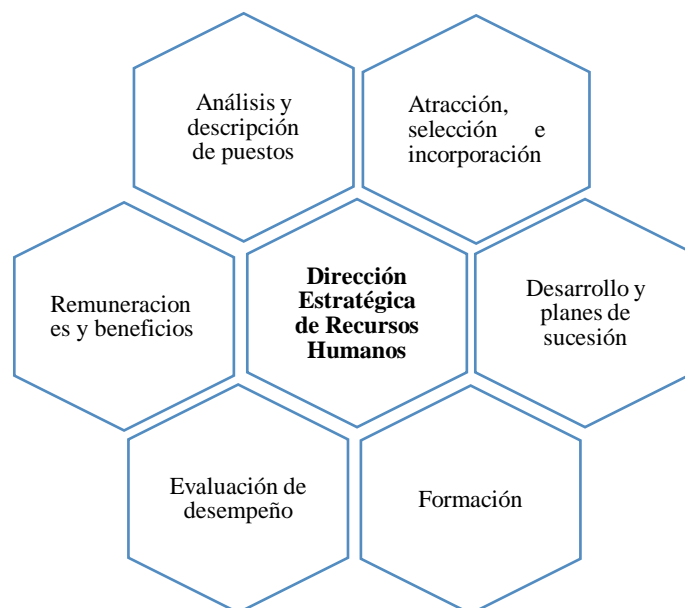 Análisis y
descripción
de puestos
Atracción,
selección e
incorporación
Remuneracion
es y beneficios
Dirección
Estratégica
de Recursos
Humanos
Desarrollo y
planes de
sucesión
Evaluación de
desempeño
Formación